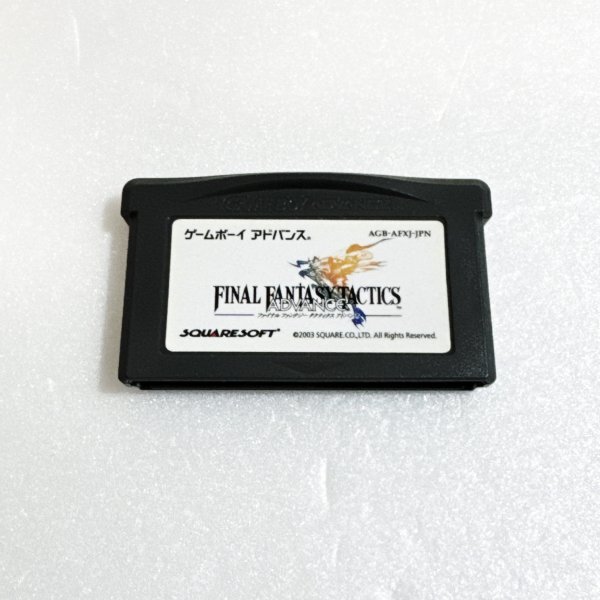 ゲームボーイ アドバンス®
AGB-AFXJ-JPN
FINAL FANTASY TACTICS
ADVANCE™
ファイナルファンタジー タクティクス アドバンス
SQUARESOFT®
©2003 SQUARE CO.,LTD. All Rights Reserved.